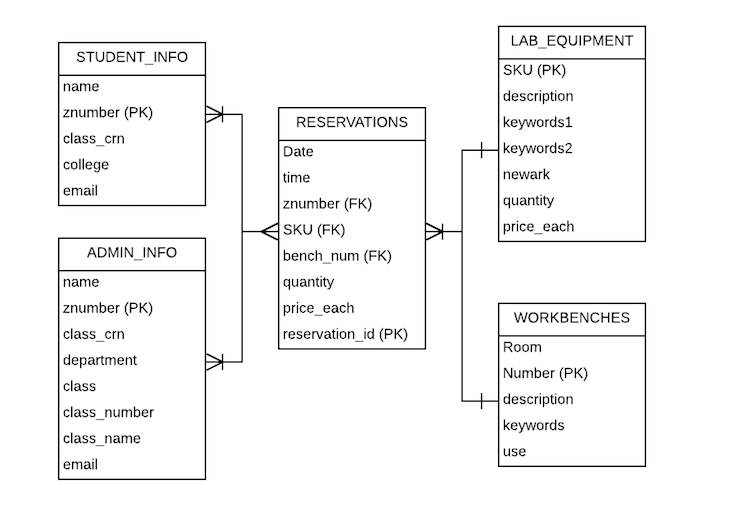 STUDENT_INFO
name
znumber (PK)
class_crn
college
email
ADMIN_INFO
name
znumber (PK)
class_crn
department
class
class_number
class_name
email
RESERVATIONS
Date
time
znumber (FK)
SKU (FK)
bench_num (FK)
quantity
price_each
reservation_id (PK)
LAB_EQUIPMENT
SKU (PK)
description
keywords1
keywords2
newark
quantity
price_each
WORKBENCHES
Room
Number (PK)
description
keywords
use